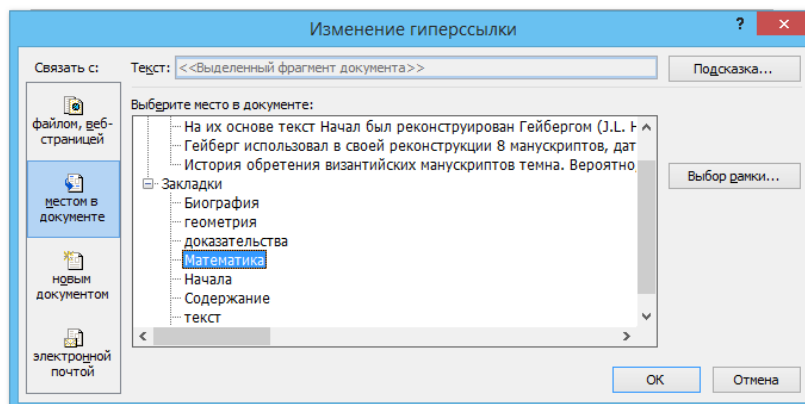 Изменение гиперссылки
? ×
Связать с:
Текст: <<Выделенный фрагмент документа>>
Подсказка...
файлом, веб-
страницей
местом в
документе
новым
документом
электронной
почтой
Выберите место в документе:
На их основе текст Начал был реконструирован Гейбергом (J.L. H
Гейберг использовал в своей реконструкции 8 манускриптов, дат
История обретения византийских манускриптов темна. Вероятно,
Закладки
Биография
геометрия
доказательства
Математика
Начала
Содержание
текст
Выбор рамки...
ОК
Отмена